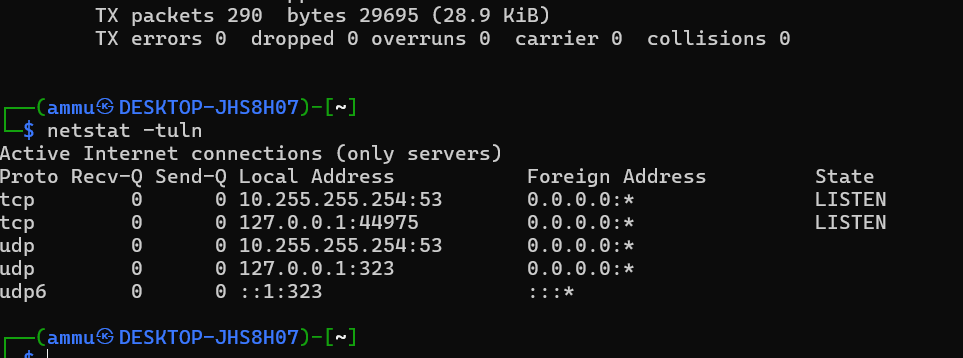 TX packets 290  bytes 29695 (28.9 KiB)
TX errors 0  dropped 0 overruns 0  carrier 0  collisions 0
┌──(ammu㉿DESKTOP-JHS8H07)-[~]
└─$ netstat -tuln
Active Internet connections (only servers)
Proto Recv-Q Send-Q Local Address           Foreign Address         State
tcp        0      0 10.255.255.254:53       0.0.0.0:*               LISTEN
tcp        0      0 127.0.0.1:44975         0.0.0.0:*               LISTEN
udp        0      0 10.255.255.254:53       0.0.0.0:*
udp        0      0 127.0.0.1:323           0.0.0.0:*
udp6       0      0 ::1:323                 :::*
┌──(ammu㉿DESKTOP-JHS8H07)-[~]
└─$